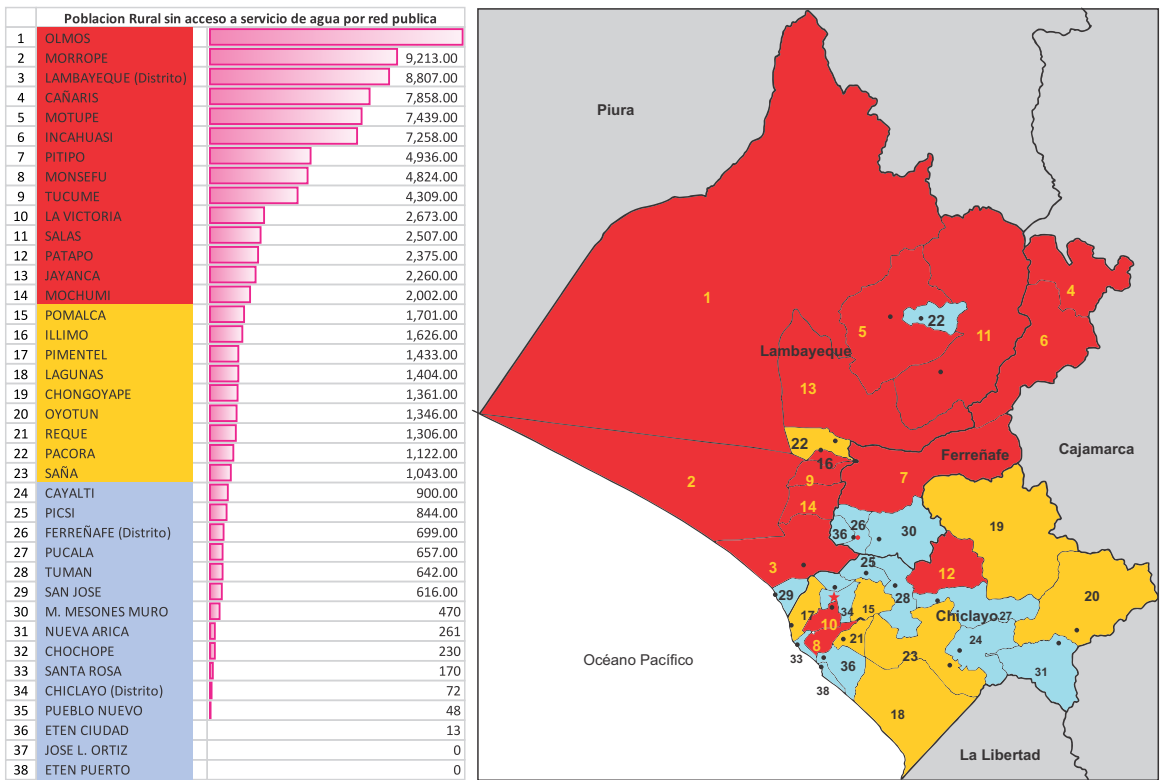 Poblacion Rural sin acceso a servicio de agua por red publica
1 OLMOS
2 MORROPE 9,213.00
3 LAMBAYEQUE (Distrito) 8,807.00
4 CAÑARIS 7,858.00
5 MOTUPE 7,439.00
6 INCAHUASI 7,258.00
7 PITIPO 4,936.00
8 MONSEFU 4,824.00
9 TUCUME 4,309.00
10 LA VICTORIA 2,673.00
11 SALAS 2,507.00
12 PATAPO 2,375.00
13 JAYANCA 2,260.00
14 MOCHUMI 2,002.00
15 POMALCA 1,701.00
16 ILLIMO 1,626.00
17 PIMENTEL 1,433.00
18 LAGUNAS 1,404.00
19 CHONGOYAPE 1,361.00
20 OYOTUN 1,346.00
21 REQUE 1,306.00
22 PACORA 1,122.00
23 SAÑA 1,043.00
24 CAYALTI 900.00
25 PICSI 844.00
26 FERREÑAFE (Distrito) 699.00
27 PUCALA 657.00
28 TUMAN 642.00
29 SAN JOSE 616.00
30 M. MESONES MURO 470
31 NUEVA ARICA 261
32 CHOCHOPE 230
33 SANTA ROSA 170
34 CHICLAYO (Distrito) 72
35 PUEBLO NUEVO 48
36 ETEN CIUDAD 13
37 JOSE L. ORTIZ 0
38 ETEN PUERTO 0
Piura
4
1
22
5
11
6
Lambayeque
13
22
Cajamarca
Ferreñafe
16
7
9
2
14
19
26
30
36
25
3
12
29
28
20
34
15
17
Chiclayo
27
10
21
24
8
23
33
Océano Pacífico
36
31
38
18
La Libertad